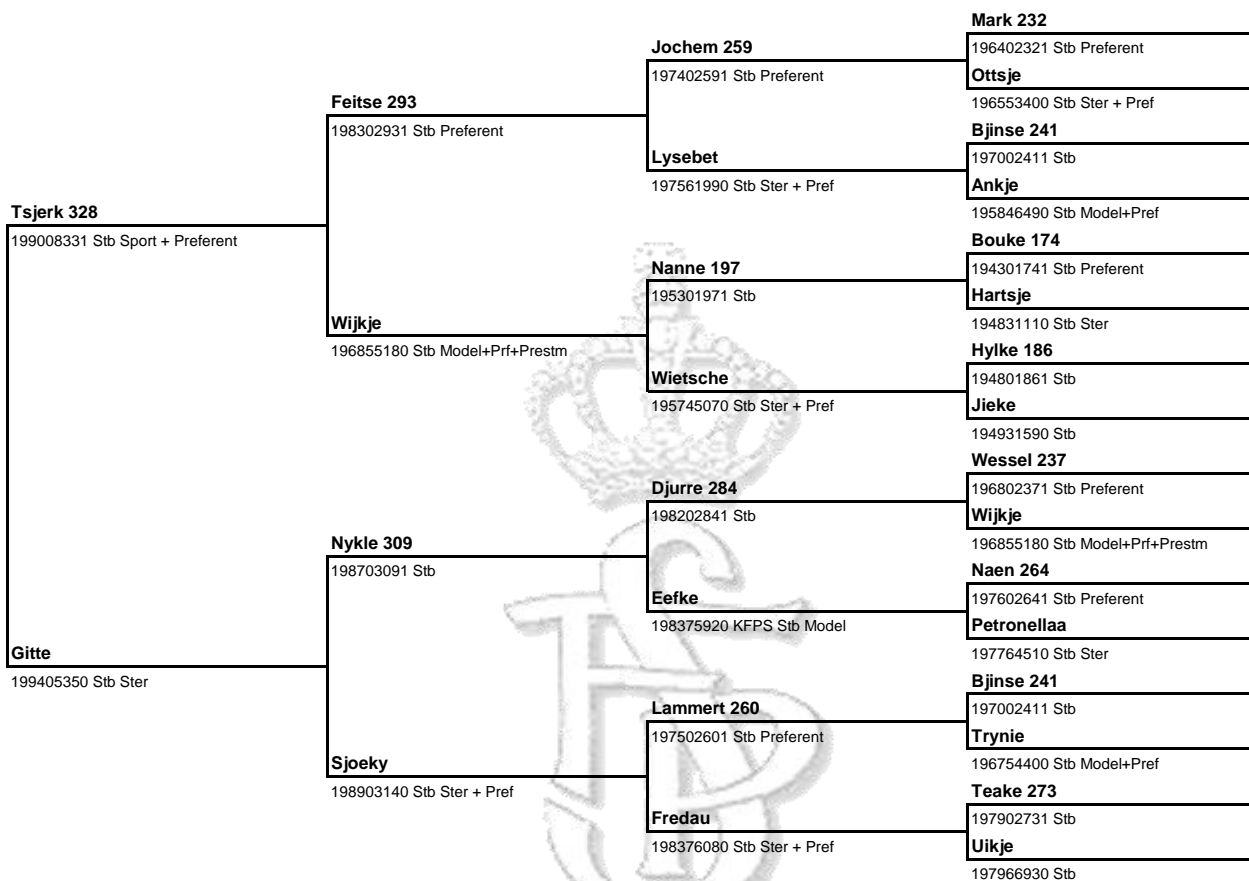 Tsjerk 328
199008331 Stb Sport + Preferent
Gitte
199405350 Stb Ster
Feitse 293
198302931 Stb Preferent
Wijkje
196855180 Stb Model+Prf+Prestm
Nykle 309
198703091 Stb
Sjoeky
198903140 Stb Ster + Pref
Jochem 259
197402591 Stb Preferent
Lysebet
197561990 Stb Ster + Pref
Nanne 197
195301971 Stb
Wietsche
195745070 Stb Ster + Pref
Djurre 284
198202841 Stb
Eefke
198375920 KFPS Stb Model
Lammert 260
197502601 Stb Preferent
Fredau
198376080 Stb Ster + Pref
Mark 232
196402321 Stb Preferent
Ottsje
196553400 Stb Ster + Pref
Bjinse 241
197002411 Stb
Ankje
195846490 Stb Model+Pref
Bouke 174
194301741 Stb Preferent
Hartsje
194831110 Stb Ster
Hylke 186
194801861 Stb
Jieke
194931590 Stb
Wessel 237
196802371 Stb Preferent
Wijkje
196855180 Stb Model+Prf+Prestm
Naen 264
197602641 Stb Preferent
Petronellaa
197764510 Stb Ster
Bjinse 241
197002411 Stb
Trynie
196754400 Stb Model+Pref
Teake 273
197902731 Stb
Uikje
197966930 Stb